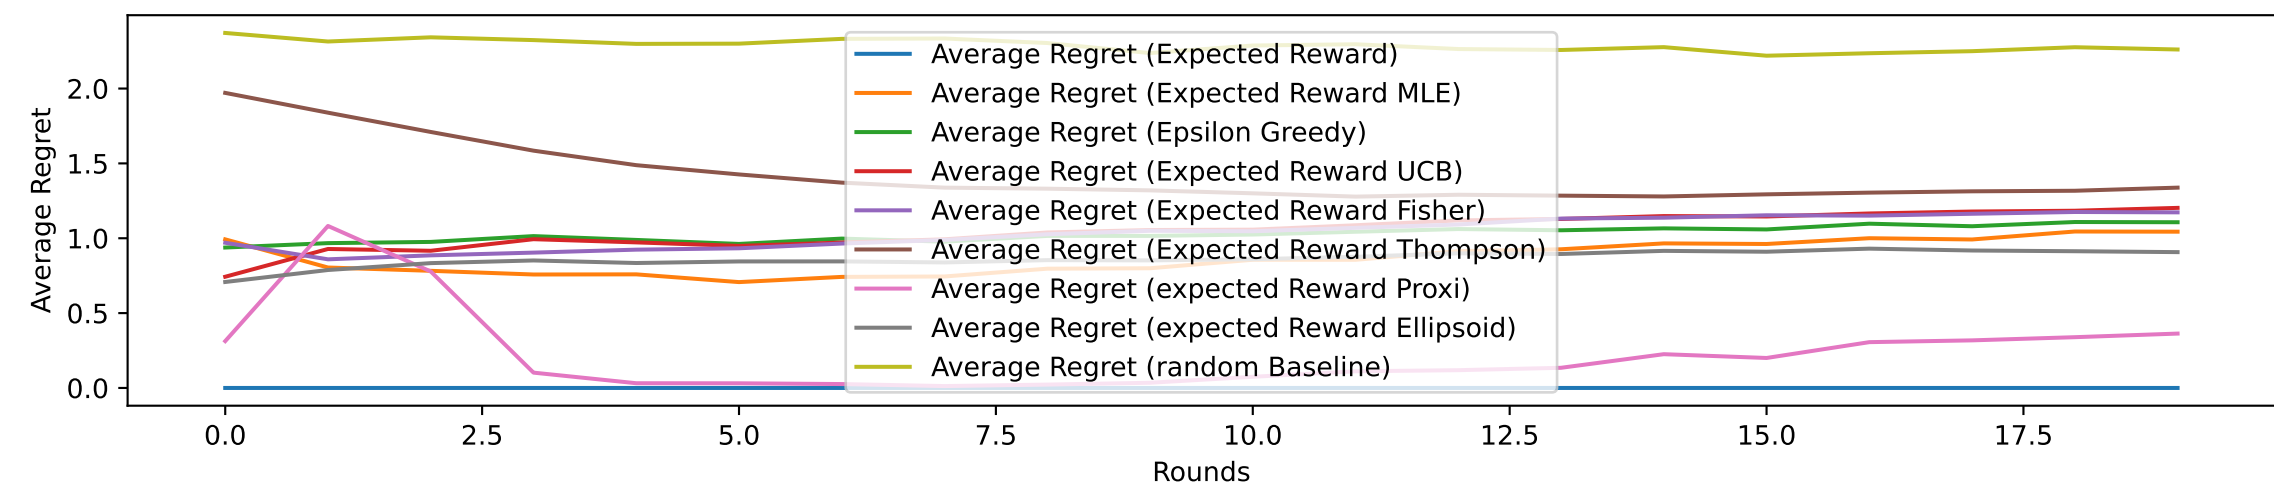 Average Regret
2.0
1.5
1.0
0.5
0.0
Average Regret (Expected Reward)
Average Regret (Expected Reward MLE)
Average Regret (Epsilon Greedy)
Average Regret (Expected Reward UCB)
Average Regret (Expected Reward Fisher)
Average Regret (Expected Reward Thompson)
Average Regret (expected Reward Proxi)
Average Regret (expected Reward Ellipsoid)
Average Regret (random Baseline)
0.0 2.5 5.0 7.5 10.0 12.5 15.0 17.5
Rounds